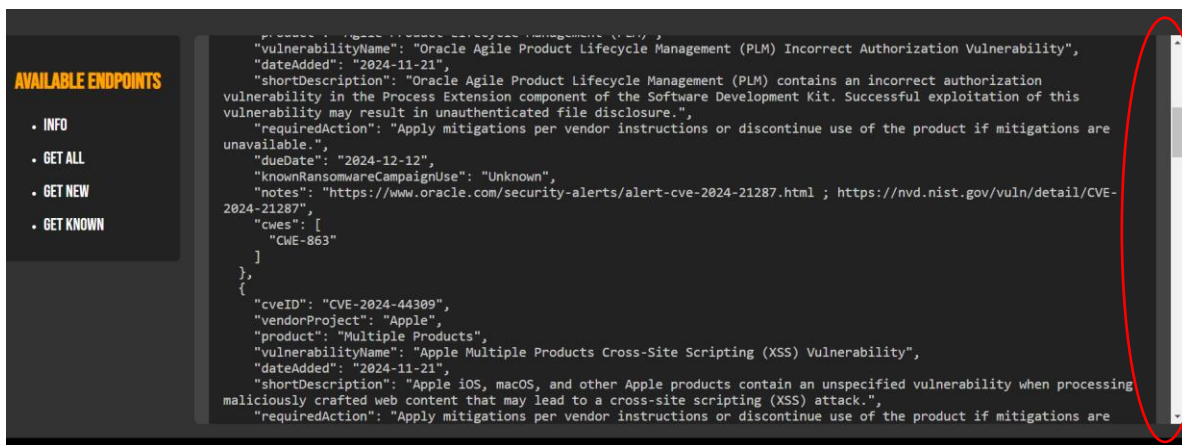 AVAILABLE ENDPOINTS
• INFO
• GET ALL
• GET NEW
• GET KNOWN
"product": "Agile Product Lifecycle Management (PLM)",
"vulnerabilityName": "Oracle Agile Product Lifecycle Management (PLM) Incorrect Authorization Vulnerability",
"dateAdded": "2024-11-21",
"shortDescription": "Oracle Agile Product Lifecycle Management (PLM) contains an incorrect authorization
vulnerability in the Process Extension component of the Software Development Kit. Successful exploitation of this
vulnerability may result in unauthenticated file disclosure.",
"requiredAction": "Apply mitigations per vendor instructions or discontinue use of the product if mitigations are
unavailable.",
"dueDate": "2024-12-12",
"knownRansomwareCampaignUse": "Unknown",
"notes": "https://www.oracle.com/security-alerts/alert-cve-2024-21287.html ; https://nvd.nist.gov/vuln/detail/CVE-
2024-21287",
"cwes": [
"CWE-863"
]
},
{
"cveID": "CVE-2024-44309",
"vendorProject": "Apple",
"product": "Multiple Products",
"vulnerabilityName": "Apple Multiple Products Cross-Site Scripting (XSS) Vulnerability",
"dateAdded": "2024-11-21",
"shortDescription": "Apple iOS, macOS, and other Apple products contain an unspecified vulnerability when processing
maliciously crafted web content that may lead to a cross-site scripting (XSS) attack.",
"requiredAction": "Apply mitigations per vendor instructions or discontinue use of the product if mitigations are